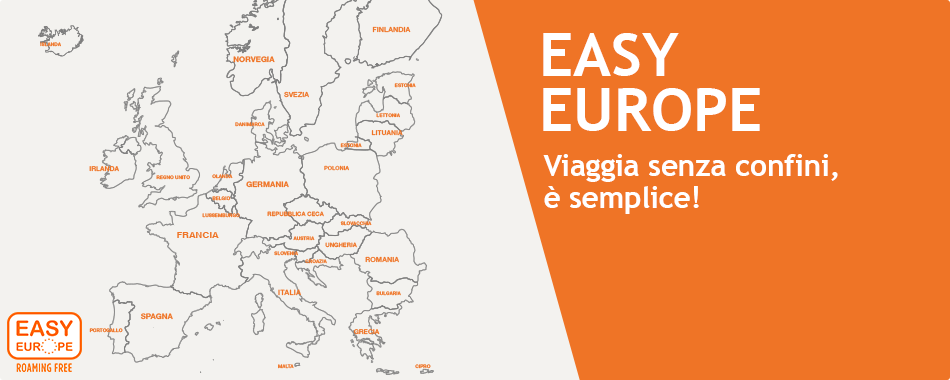 EASY
EUROPE
Viaggia senza confini,
è semplice!
ISLANDA
FINLANDIA
NORVEGIA
SVEZIA
ESTONIA
LETTONIA
DANIMARCA
LITUANIA
IRLANDA
REGNO UNITO
OLANDA
POLONIA
GERMANIA
BELGIO
LUSSEMBURGO
REPUBBLICA CECA
SLOVACCHIA
FRANCIA
AUSTRIA
UNGHERIA
SLOVENIA
CROAZIA
ROMANIA
ITALIA
BULGARIA
SPAGNA
PORTOGALLO
GRECIA
MALTA
CIPRO
EASY
EUROPE
ROAMING FREE